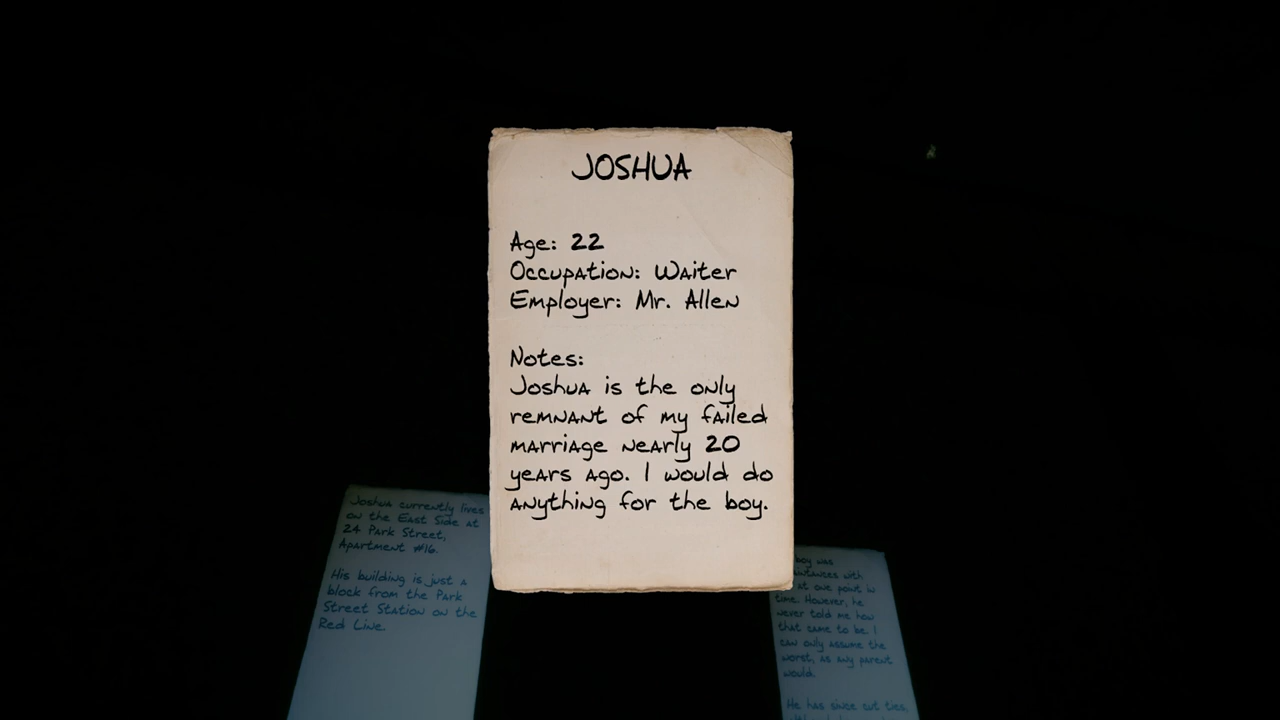 JOSHUA
Age: 22
Occupation: Waiter
Employer: Mr. Allen
Notes:
Joshua is the only
remnant of my failed
marriage nearly 20
years ago. I would do
anything for the boy.
Joshua currently lives
on the East Side at
24 Park Street,
Apartment #16.
His building is just a
block from the Park
Street Station on the
Red Line.
boy was
with
at one point in
time. However, he
never told me how
that came to be. I
can only assume the
worst, as any parent
would.
He has since cut ties,